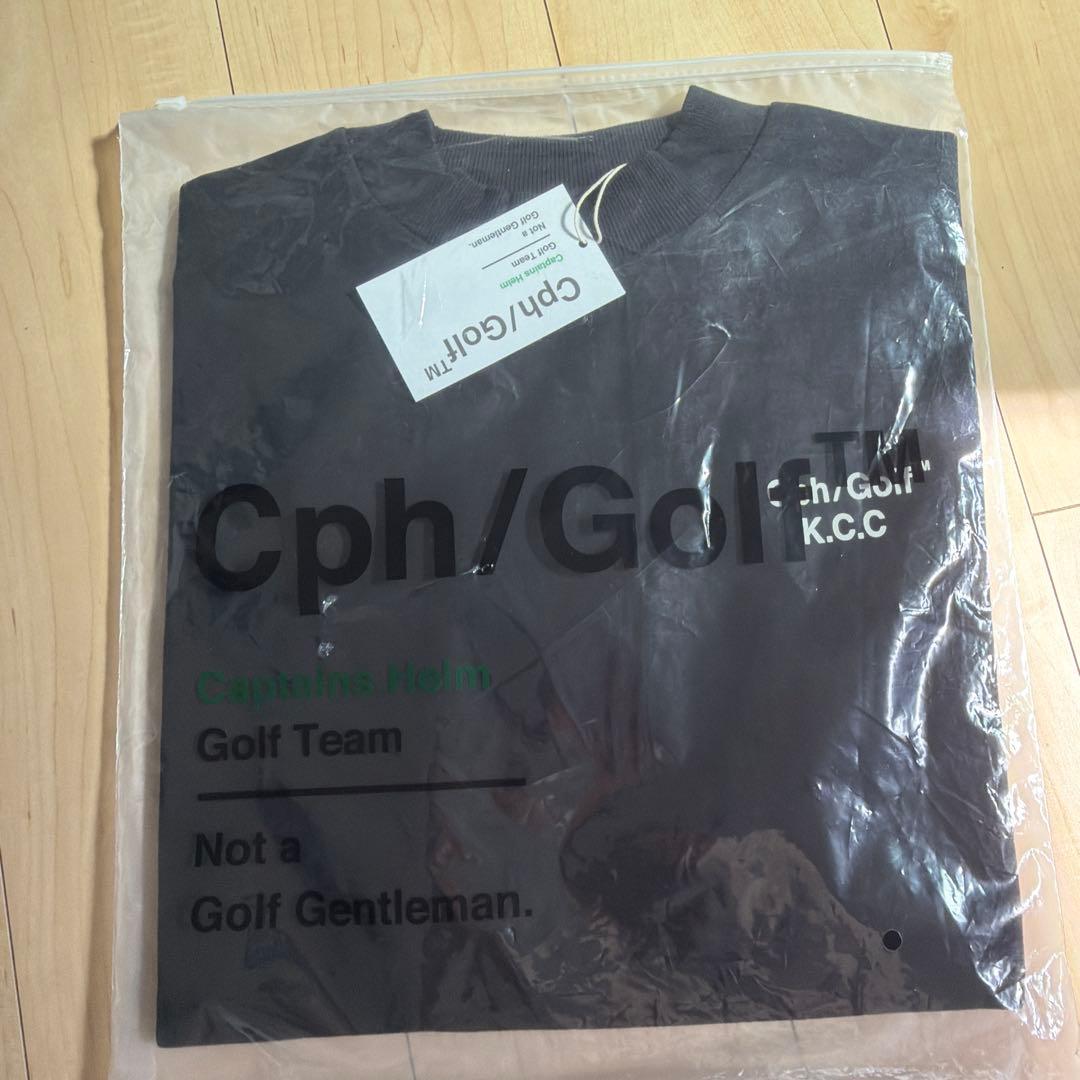 Cph/Golf™
Captains Helm
Golf Team
Not a
Golf Gentleman.
Cph/Golf™
Captains Helm
Golf Team
Not a
Golf Gentleman.
Cph/Golf™
K.C.C